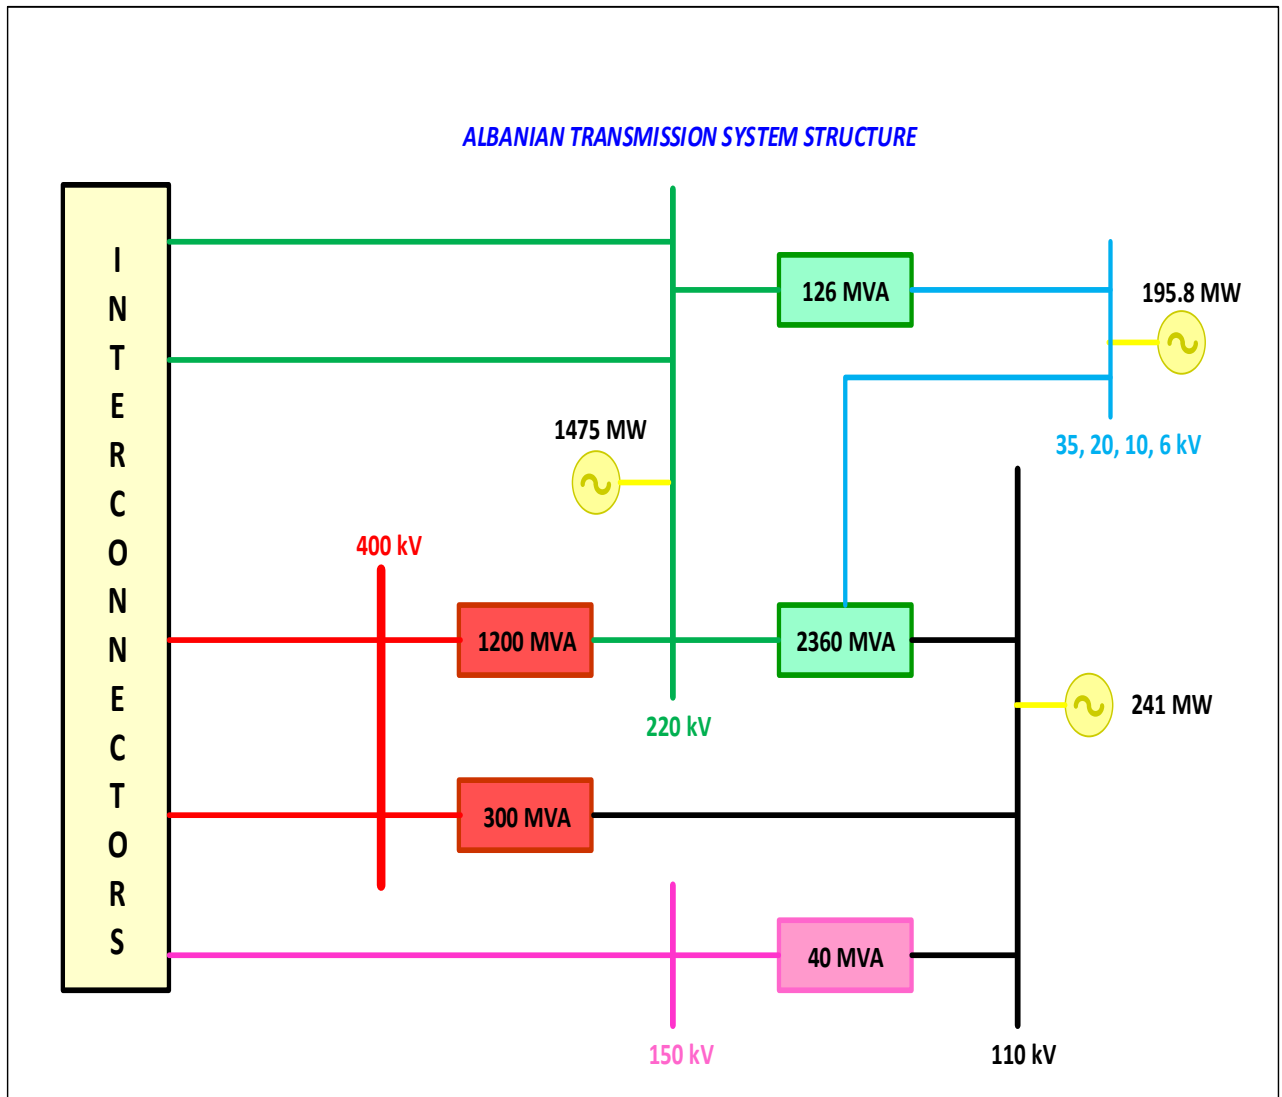 ALBANIAN TRANSMISSION SYSTEM STRUCTURE
INTERCONNECTORS
126 MVA
195.8 MW
35, 20, 10, 6 kV
1475 MW
400 kV
1200 MVA
2360 MVA
220 kV
241 MW
300 MVA
40 MVA
150 kV
110 kV